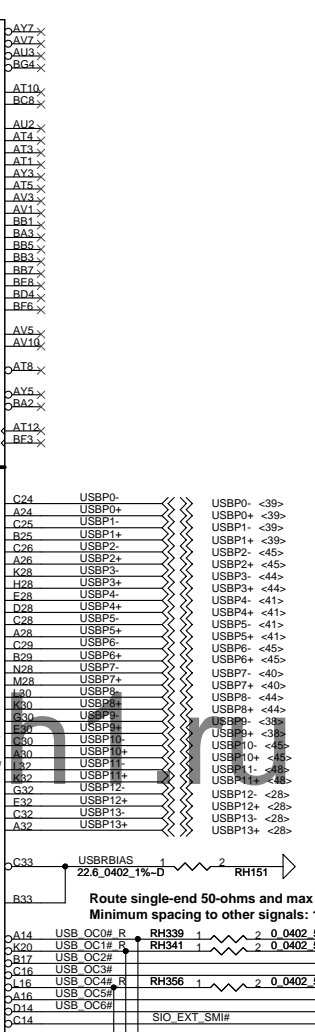 AY7
AV7
AU3
BG4
AT10
BC8
AU2
AT4
AT3
AT1
AY3
AT5
AV3
AV1
BB1
BA3
BB5
BB3
BB7
BE8
BD4
BF6
AV5
AV10
AT8
AY5
BA2
AT12
BF3
C24 USBP0- USBP0- <39>
A24 USBP0+ USBP0+ <39>
C25 USBP1- USBP1- <39>
B25 USBP1+ USBP1+ <39>
C26 USBP2- USBP2- <45>
A26 USBP2+ USBP2+ <45>
K28 USBP3- USBP3- <44>
H28 USBP3+ USBP3+ <44>
E28 USBP4- USBP4- <41>
D28 USBP4+ USBP4+ <41>
C28 USBP5- USBP5- <41>
A28 USBP5+ USBP5+ <41>
C29 USBP6- USBP6- <45>
B29 USBP6+ USBP6+ <45>
N28 USBP7- USBP7- <40>
M28 USBP7+ USBP7+ <40>
L30 USBP8- USBP8- <44>
K30 USBP8+ USBP8+ <44>
G30 USBP9- USBP9- <38>
E30 USBP9+ USBP9+ <38>
C30 USBP10- USBP10- <45>
A30 USBP10+ USBP10+ <45>
L32 USBP11- USBP11- <48>
K32 USBP11+ USBP11+ <48>
G32 USBP12- USBP12- <28>
E32 USBP12+ USBP12+ <28>
C32 USBP13- USBP13- <28>
A32 USBP13+ USBP13+ <28>
h1.ru
C33 USBRBIAS 1 2
22.6_0402_1%~D RH151
B33
Route single-end 50-ohms and max
Minimum spacing to other signals: 1
A14 USB_OC0#_R RH339 1 2 0_0402_5
K20 USB_OC1#_R RH341 1 2 0_0402_5
B17 USB_OC2#
C16 USB_OC3#
L16 USB_OC4#_R RH356 1 2 0_0402_5
A16 USB_OC5#
D14 USB_OC6#
C14 SIO_EXT_SMI#